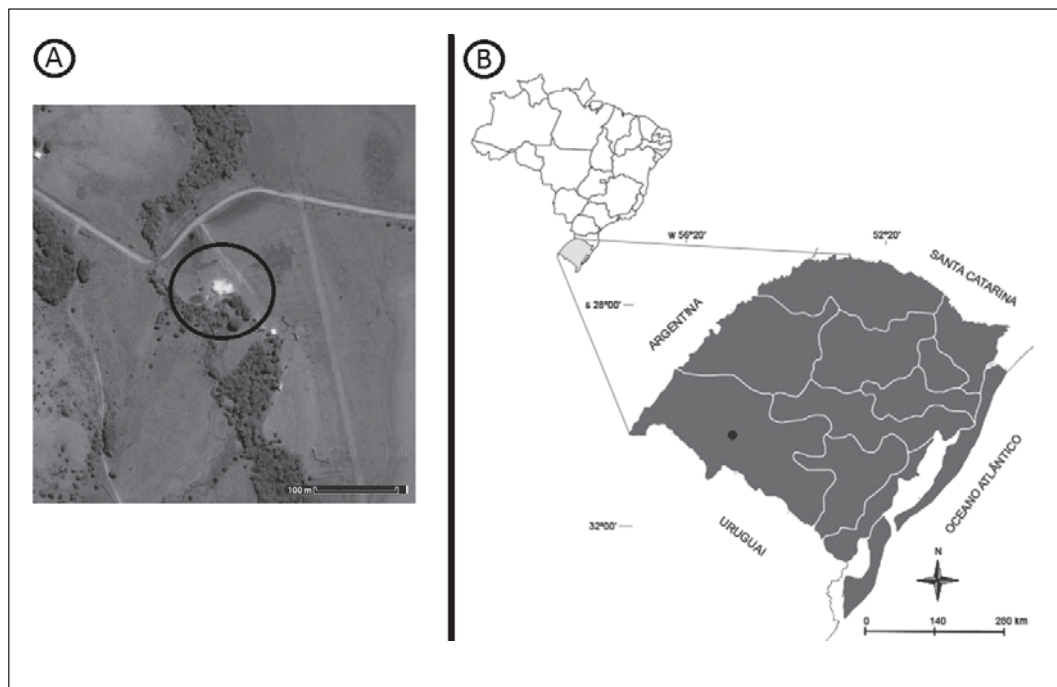 A
100 m
B
W 56°20'
52°20'
SANTA CATARINA
S 28°00'
ARGENTINA
32°00'
URUGUAI
OCEANO ATLÂNTICO
N
0 140 280 km